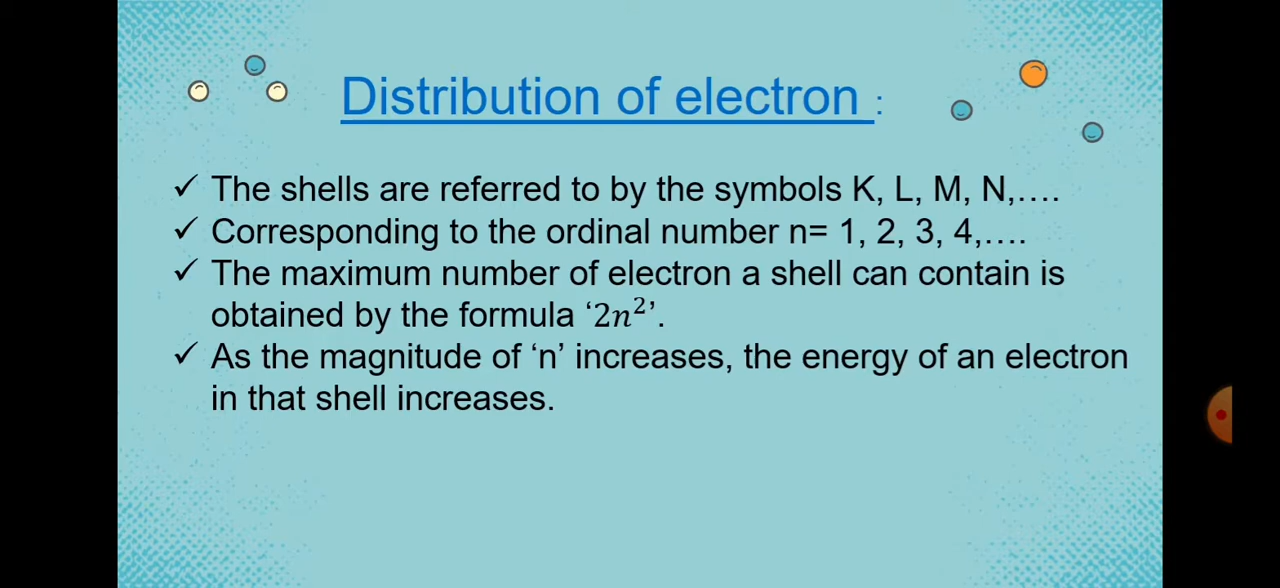 Distribution of electron :
✓ The shells are referred to by the symbols K, L, M, N,....
✓ Corresponding to the ordinal number n= 1, 2, 3, 4,....
✓ The maximum number of electron a shell can contain is
obtained by the formula ‘2n²’.
✓ As the magnitude of ‘n’ increases, the energy of an electron
in that shell increases.